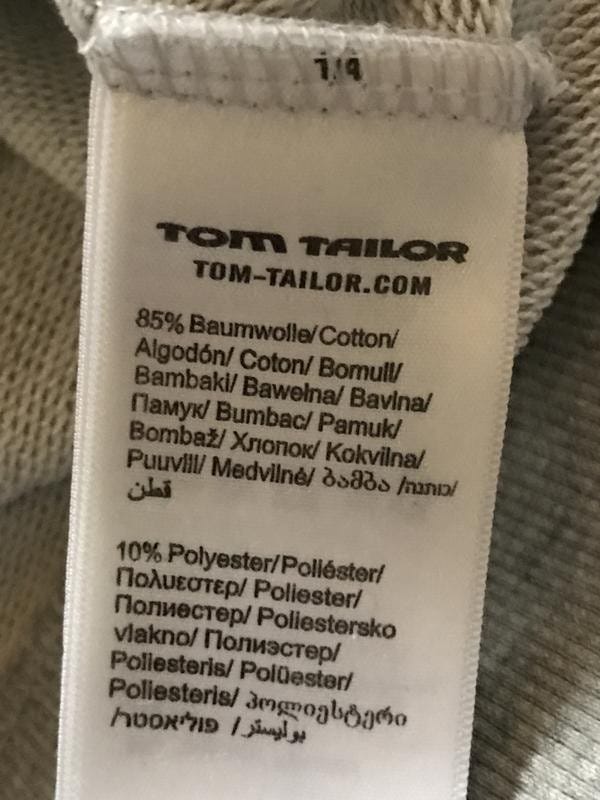 1/4
TOM TAILOR
TOM-TAILOR.COM
85% Baumwolle/Cotton/
Algodón/ Coton/ Bomull/
Bambaki/ Bawełna/ Bavlna/
Памук/ Bumbac/ Pamuk/
Bombaž/ Хлопок/ Kokvilna/
Puuvill/ Medvilnė/ ბამბა /כותנה/
قطن
10% Polyester/Poliéster/
Πολυεστερ/ Poliester/
Полиестер/ Poliestersko
vlakno/ Полиэстер/
Poliesteris/ Polüester/
Poliesteris/ პოლიესტერი
بوليستر/ פוליאסטר/